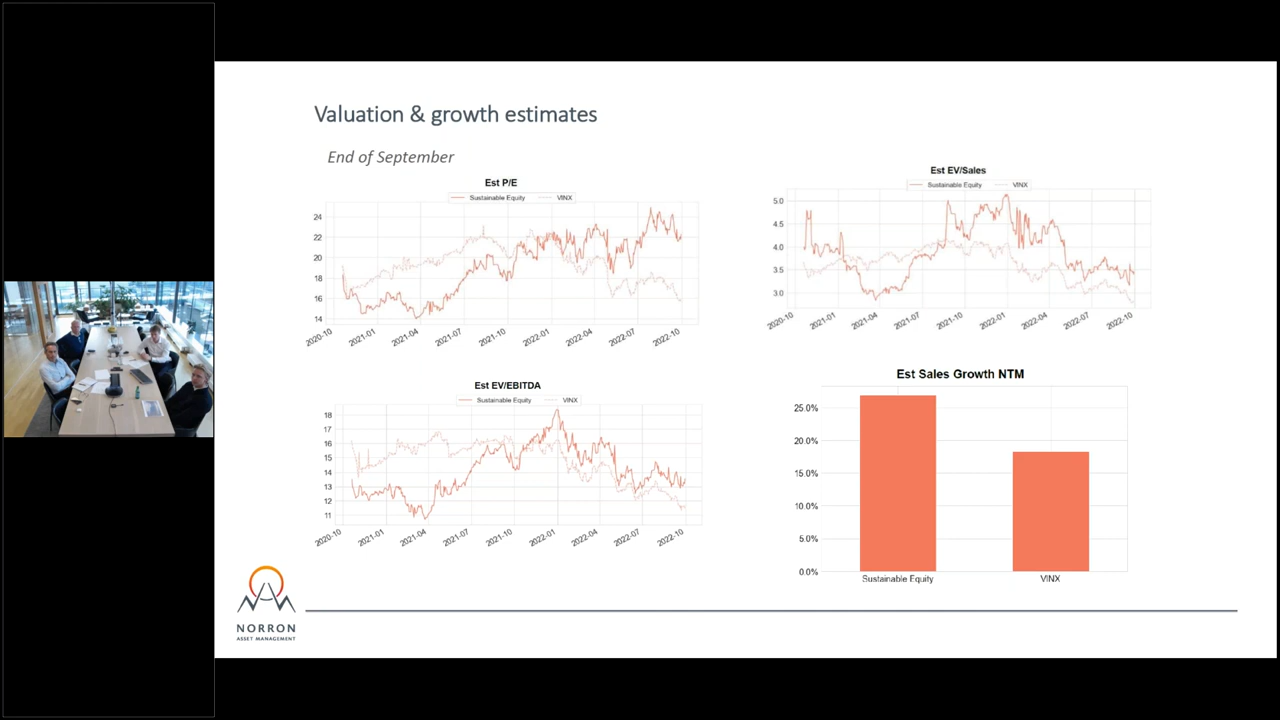 Valuation & growth estimates
End of September
Est P/E
Sustainable Equity VINX
24
22
20
18
16
14
2020-10 2021-01 2021-04 2021-07 2021-10 2022-01 2022-04 2022-07 2022-10
Est EV/Sales
Sustainable Equity VINX
5.0
4.5
4.0
3.5
3.0
2020-10 2021-01 2021-04 2021-07 2021-10 2022-01 2022-04 2022-07 2022-10
Est EV/EBITDA
Sustainable Equity VINX
18
17
16
15
14
13
12
11
2020-10 2021-01 2021-04 2021-07 2021-10 2022-01 2022-04 2022-07 2022-10
Est Sales Growth NTM
25.0%
20.0%
15.0%
10.0%
5.0%
0.0%
Sustainable Equity VINX
NORRON
ASSET MANAGEMENT